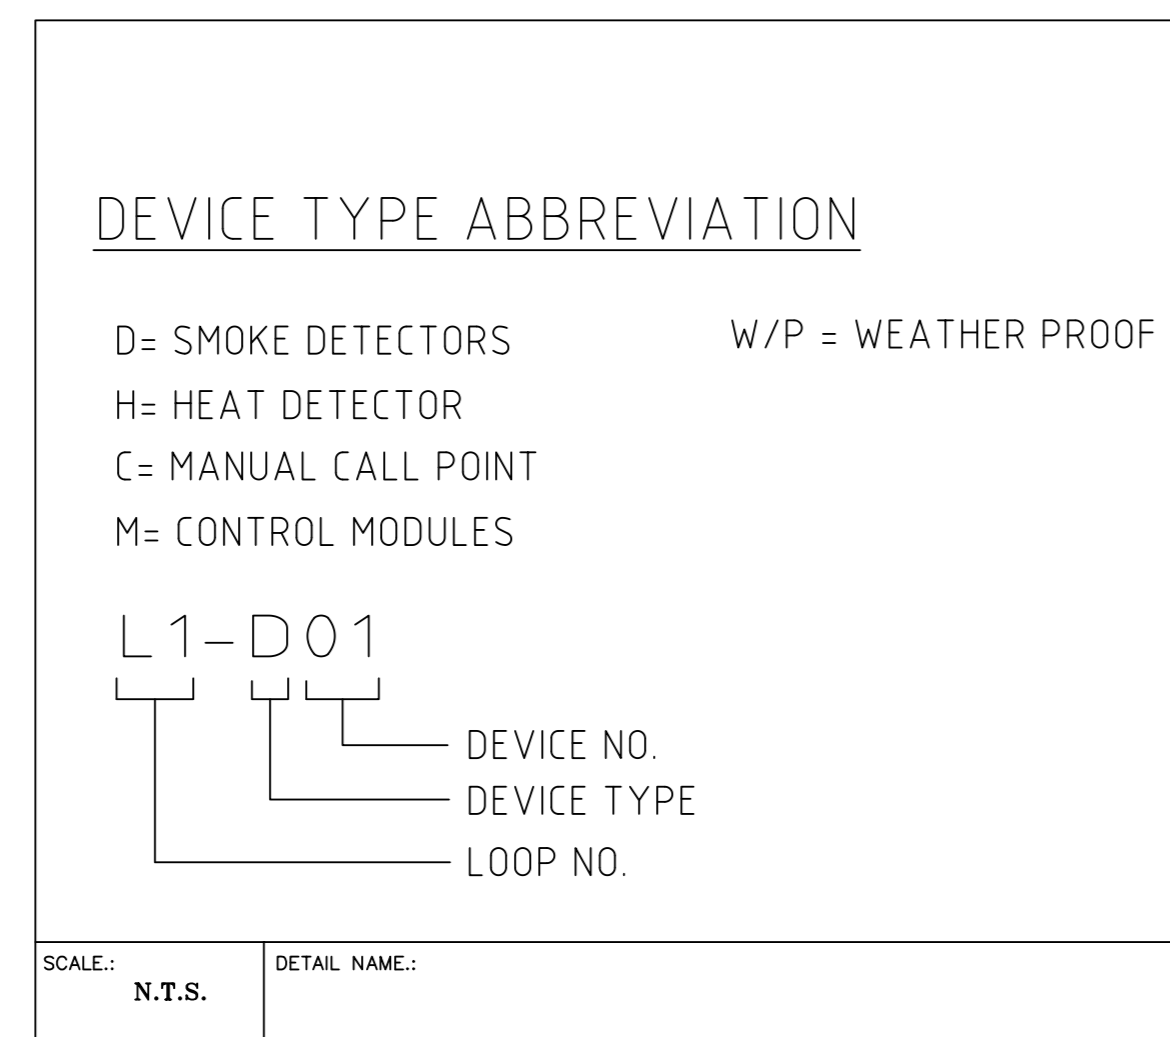 DEVICE TYPE ABBREVIATION
D= SMOKE DETECTORS
W/P = WEATHER PROOF
H= HEAT DETECTOR
C= MANUAL CALL POINT
M= CONTROL MODULES
L1-D01
DEVICE NO.
DEVICE TYPE
LOOP NO.
SCALE.:
N.T.S.
DETAIL NAME.: